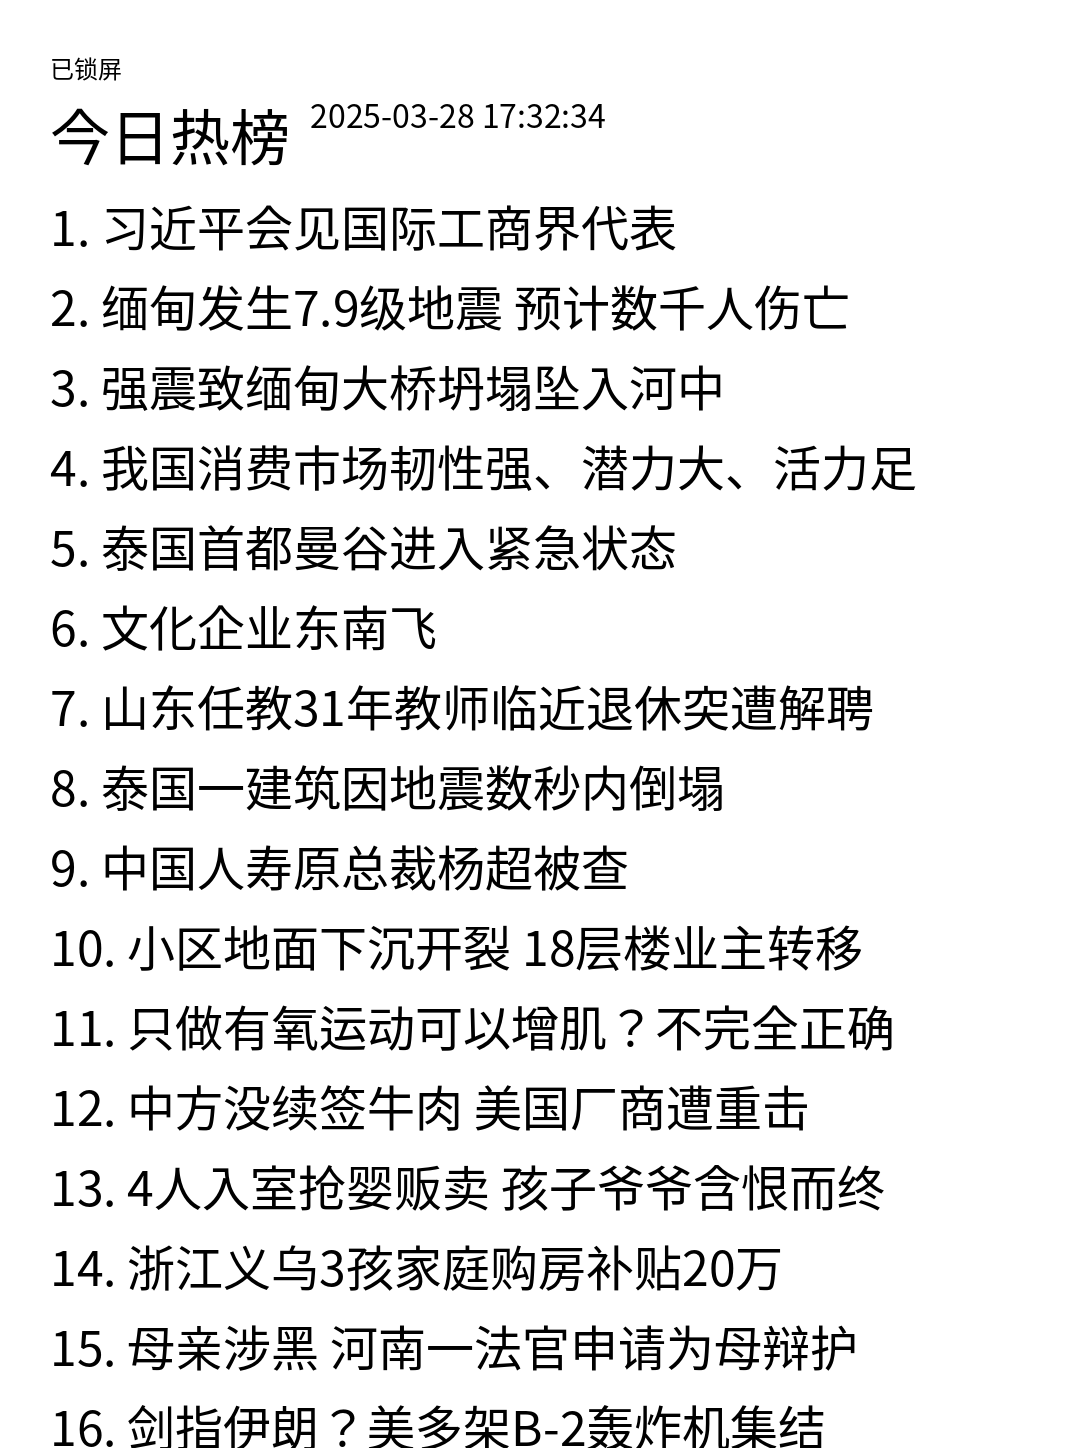 已锁屏
今日热榜 2025-03-28 17:32:34
1. 习近平会见国际工商界代表
2. 缅甸发生7.9级地震 预计数千人伤亡
3. 强震致缅甸大桥坍塌坠入河中
4. 我国消费市场韧性强、潜力大、活力足
5. 泰国首都曼谷进入紧急状态
6. 文化企业东南飞
7. 山东任教31年教师临近退休突遭解聘
8. 泰国一建筑因地震数秒内倒塌
9. 中国人寿原总裁杨超被查
10. 小区地面下沉开裂 18层楼业主转移
11. 只做有氧运动可以增肌？不完全正确
12. 中方没续签牛肉 美国厂商遭重击
13. 4人入室抢婴贩卖 孩子爷爷含恨而终
14. 浙江义乌3孩家庭购房补贴20万
15. 母亲涉黑 河南一法官申请为母辩护
16. 剑指伊朗？美多架B-2轰炸机集结